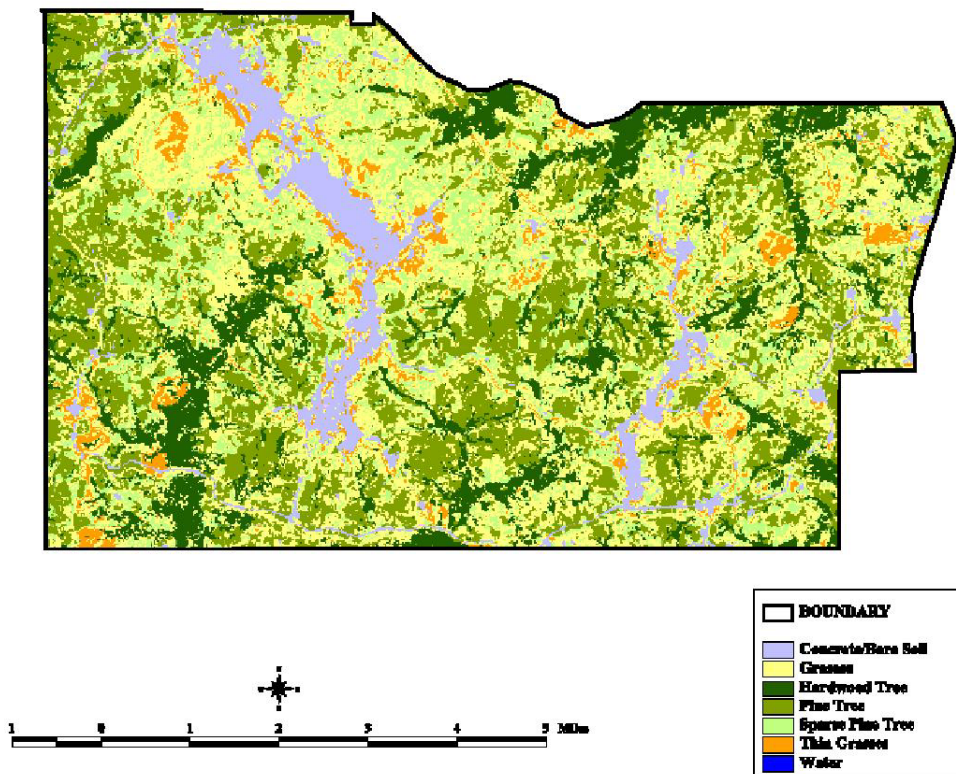 BOUNDARY
Concrete/Bare Soil
Grasses
Hardwood Tree
Pine Tree
Sparse Pine Tree
Thin Grasses
Water
1 0 1 2 3 4 5 Miles